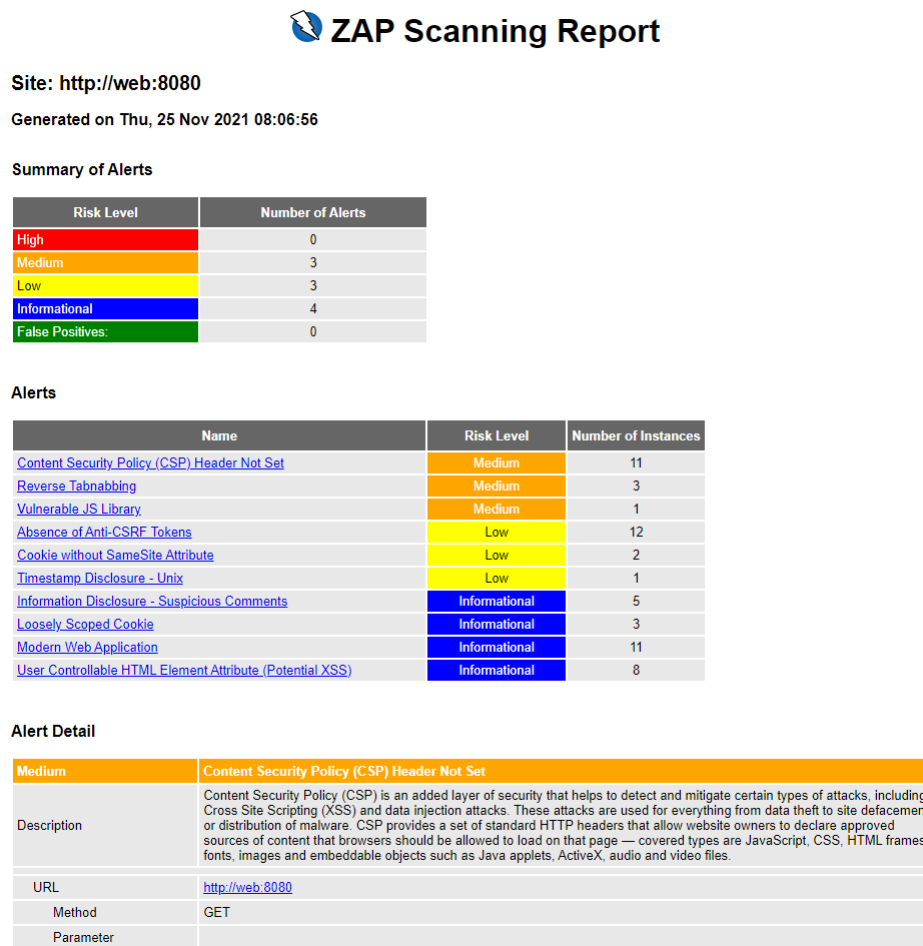 ZAP Scanning Report
Site: http://web:8080
Generated on Thu, 25 Nov 2021 08:06:56
Summary of Alerts
Risk Level Number of Alerts
High 0
Medium 3
Low 3
Informational 4
False Positives: 0
Alerts
Name Risk Level Number of Instances
Content Security Policy (CSP) Header Not Set Medium 11
Reverse Tabnabbing Medium 3
Vulnerable JS Library Medium 1
Absence of Anti-CSRF Tokens Low 12
Cookie without SameSite Attribute Low 2
Timestamp Disclosure - Unix Low 1
Information Disclosure - Suspicious Comments Informational 5
Loosely Scoped Cookie Informational 3
Modern Web Application Informational 11
User Controllable HTML Element Attribute (Potential XSS) Informational 8
Alert Detail
Medium Content Security Policy (CSP) Header Not Set
Description
Content Security Policy (CSP) is an added layer of security that helps to detect and mitigate certain types of attacks, including
Cross Site Scripting (XSS) and data injection attacks. These attacks are used for everything from data theft to site defacemen
or distribution of malware. CSP provides a set of standard HTTP headers that allow website owners to declare approved
sources of content that browsers should be allowed to load on that page — covered types are JavaScript, CSS, HTML frames
fonts, images and embeddable objects such as Java applets, ActiveX, audio and video files.
URL http://web:8080
Method GET
Parameter